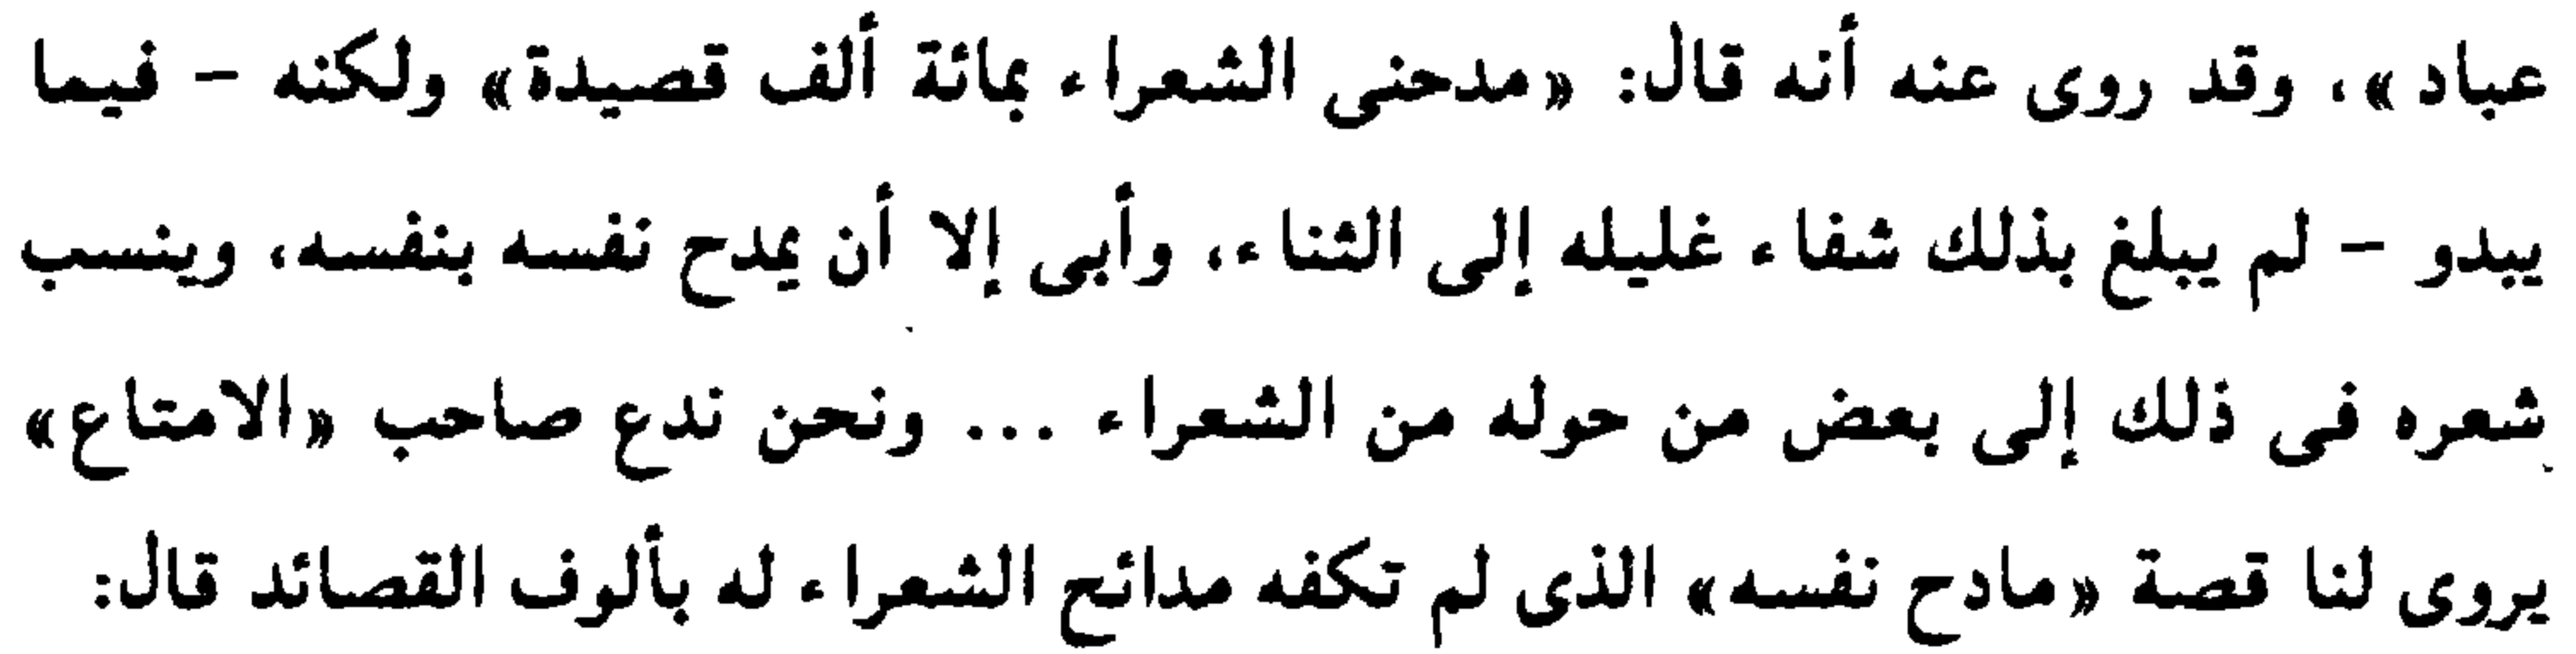 عباد»، وقد روى عنه أنه قال: «مدحنى الشعراء بمائة ألف قصيدة» ولكنه – فيما
يبدو – لم يبلغ بذلك شفاء غليله إلى الثناء، وأبى إلا أن يمدح نفسه بنفسه، وينسب
شعره فى ذلك إلى بعض من حوله من الشعراء ... ونحن ندع صاحب «الامتاع»
يروى لنا قصة «مادح نفسه» الذى لم تكفه مدائح الشعراء له بألوف القصائد قال: